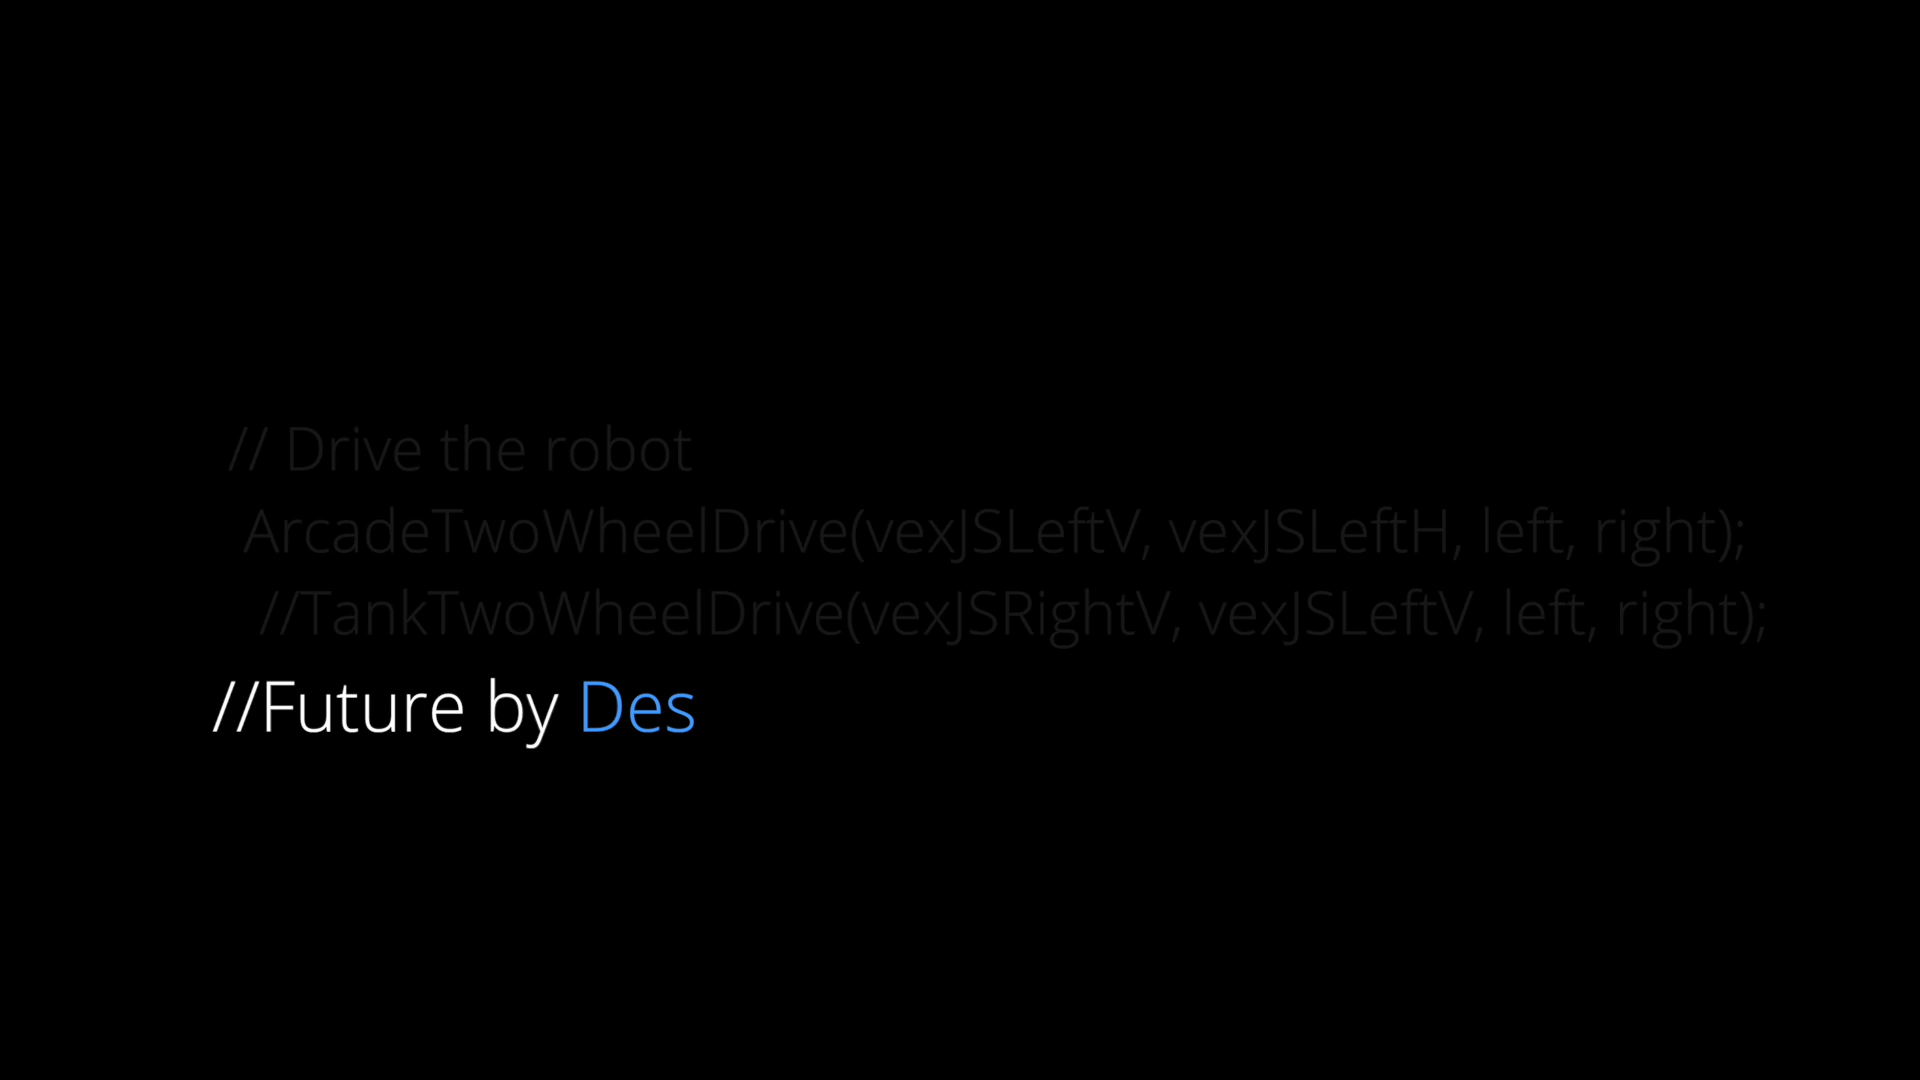 // Drive the robot
ArcadeTwoWheelDrive(vexJSLeftV, vexJSLeftH, left, right);
//TankTwoWheelDrive(vexJSRightV, vexJSLeftV, left, right);
//Future by Des